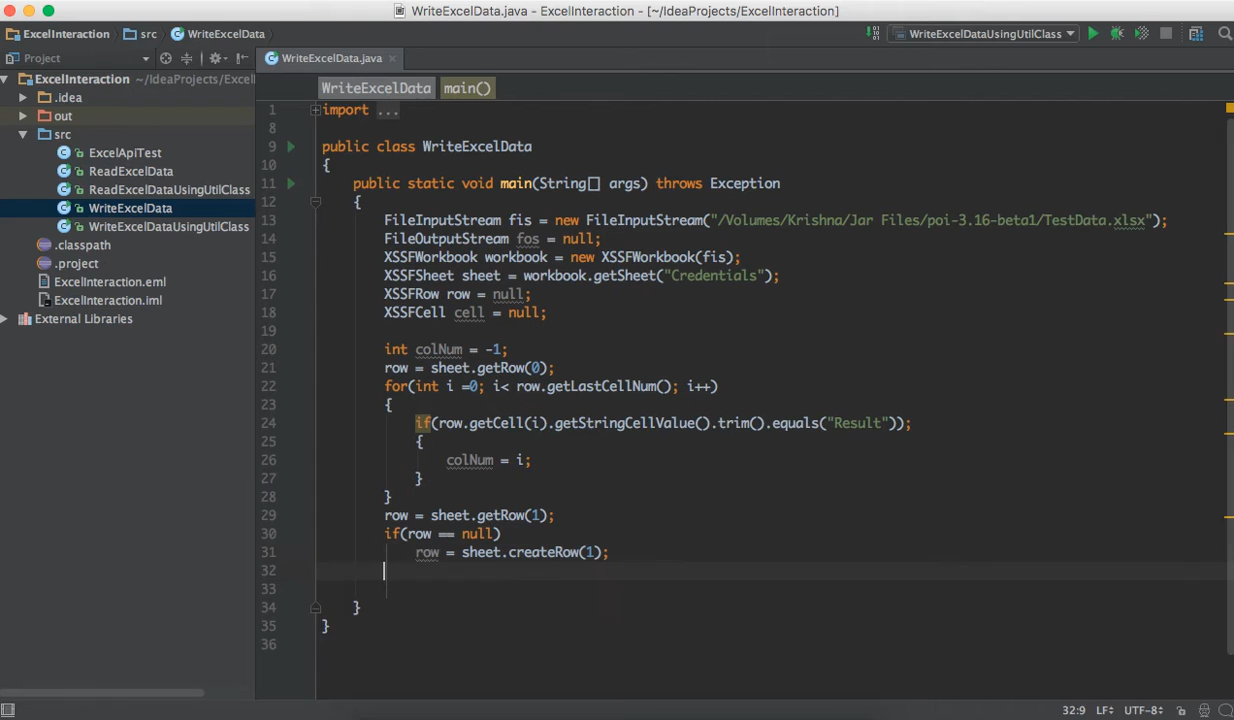 WriteExcelData.java - ExcelInteraction - [~/IdeaProjects/ExcelInteraction]
ExcelInteraction src WriteExcelData WriteExcelDataUsingUtilClass
Project WriteExcelData.java ×
ExcelInteraction ~/IdeaProjects/Excel
.idea
out
src
ExcelApiTest
ReadExcelData
ReadExcelDataUsingUtilClass
WriteExcelData
WriteExcelDataUsingUtilClass
.classpath
.project
ExcelInteraction.eml
ExcelInteraction.iml
External Libraries
WriteExcelData main()
1 import ...
8
9 public class WriteExcelData
10 {
11 public static void main(String[] args) throws Exception
12 {
13 FileInputStream fis = new FileInputStream("/Volumes/Krishna/Jar Files/poi-3.16-beta1/TestData.xlsx");
14 FileOutputStream fos = null;
15 XSSFWorkbook workbook = new XSSFWorkbook(fis);
16 XSSFSheet sheet = workbook.getSheet("Credentials");
17 XSSFRow row = null;
18 XSSFCell cell = null;
19
20 int colNum = -1;
21 row = sheet.getRow(0);
22 for(int i =0; i< row.getLastCellNum(); i++)
23 {
24 if(row.getCell(i).getStringCellValue().trim().equals("Result"));
25 {
26 colNum = i;
27 }
28 }
29 row = sheet.getRow(1);
30 if(row == null)
31 row = sheet.createRow(1);
32
33
34 }
35 }
36
32:9 LF UTF-8